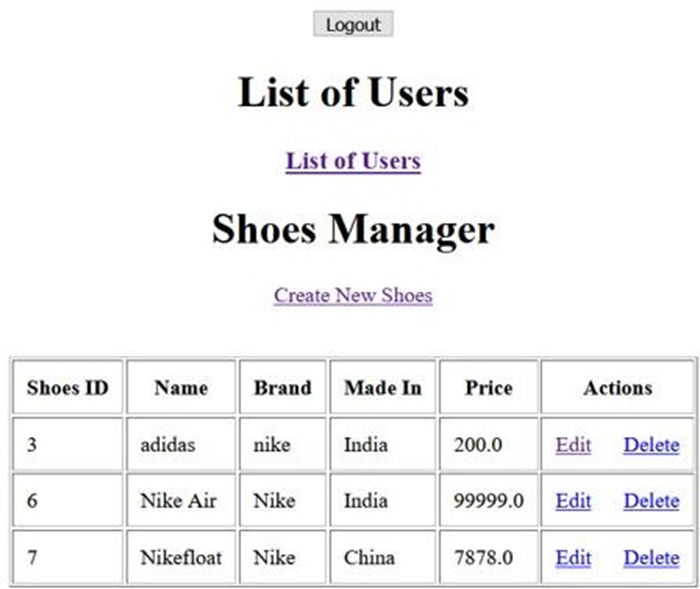 Logout
List of Users
List of Users
Shoes Manager
Create New Shoes
Shoes ID Name Brand Made In Price Actions
3 adidas nike India 200.0 Edit Delete
6 Nike Air Nike India 99999.0 Edit Delete
7 Nikefloat Nike China 7878.0 Edit Delete